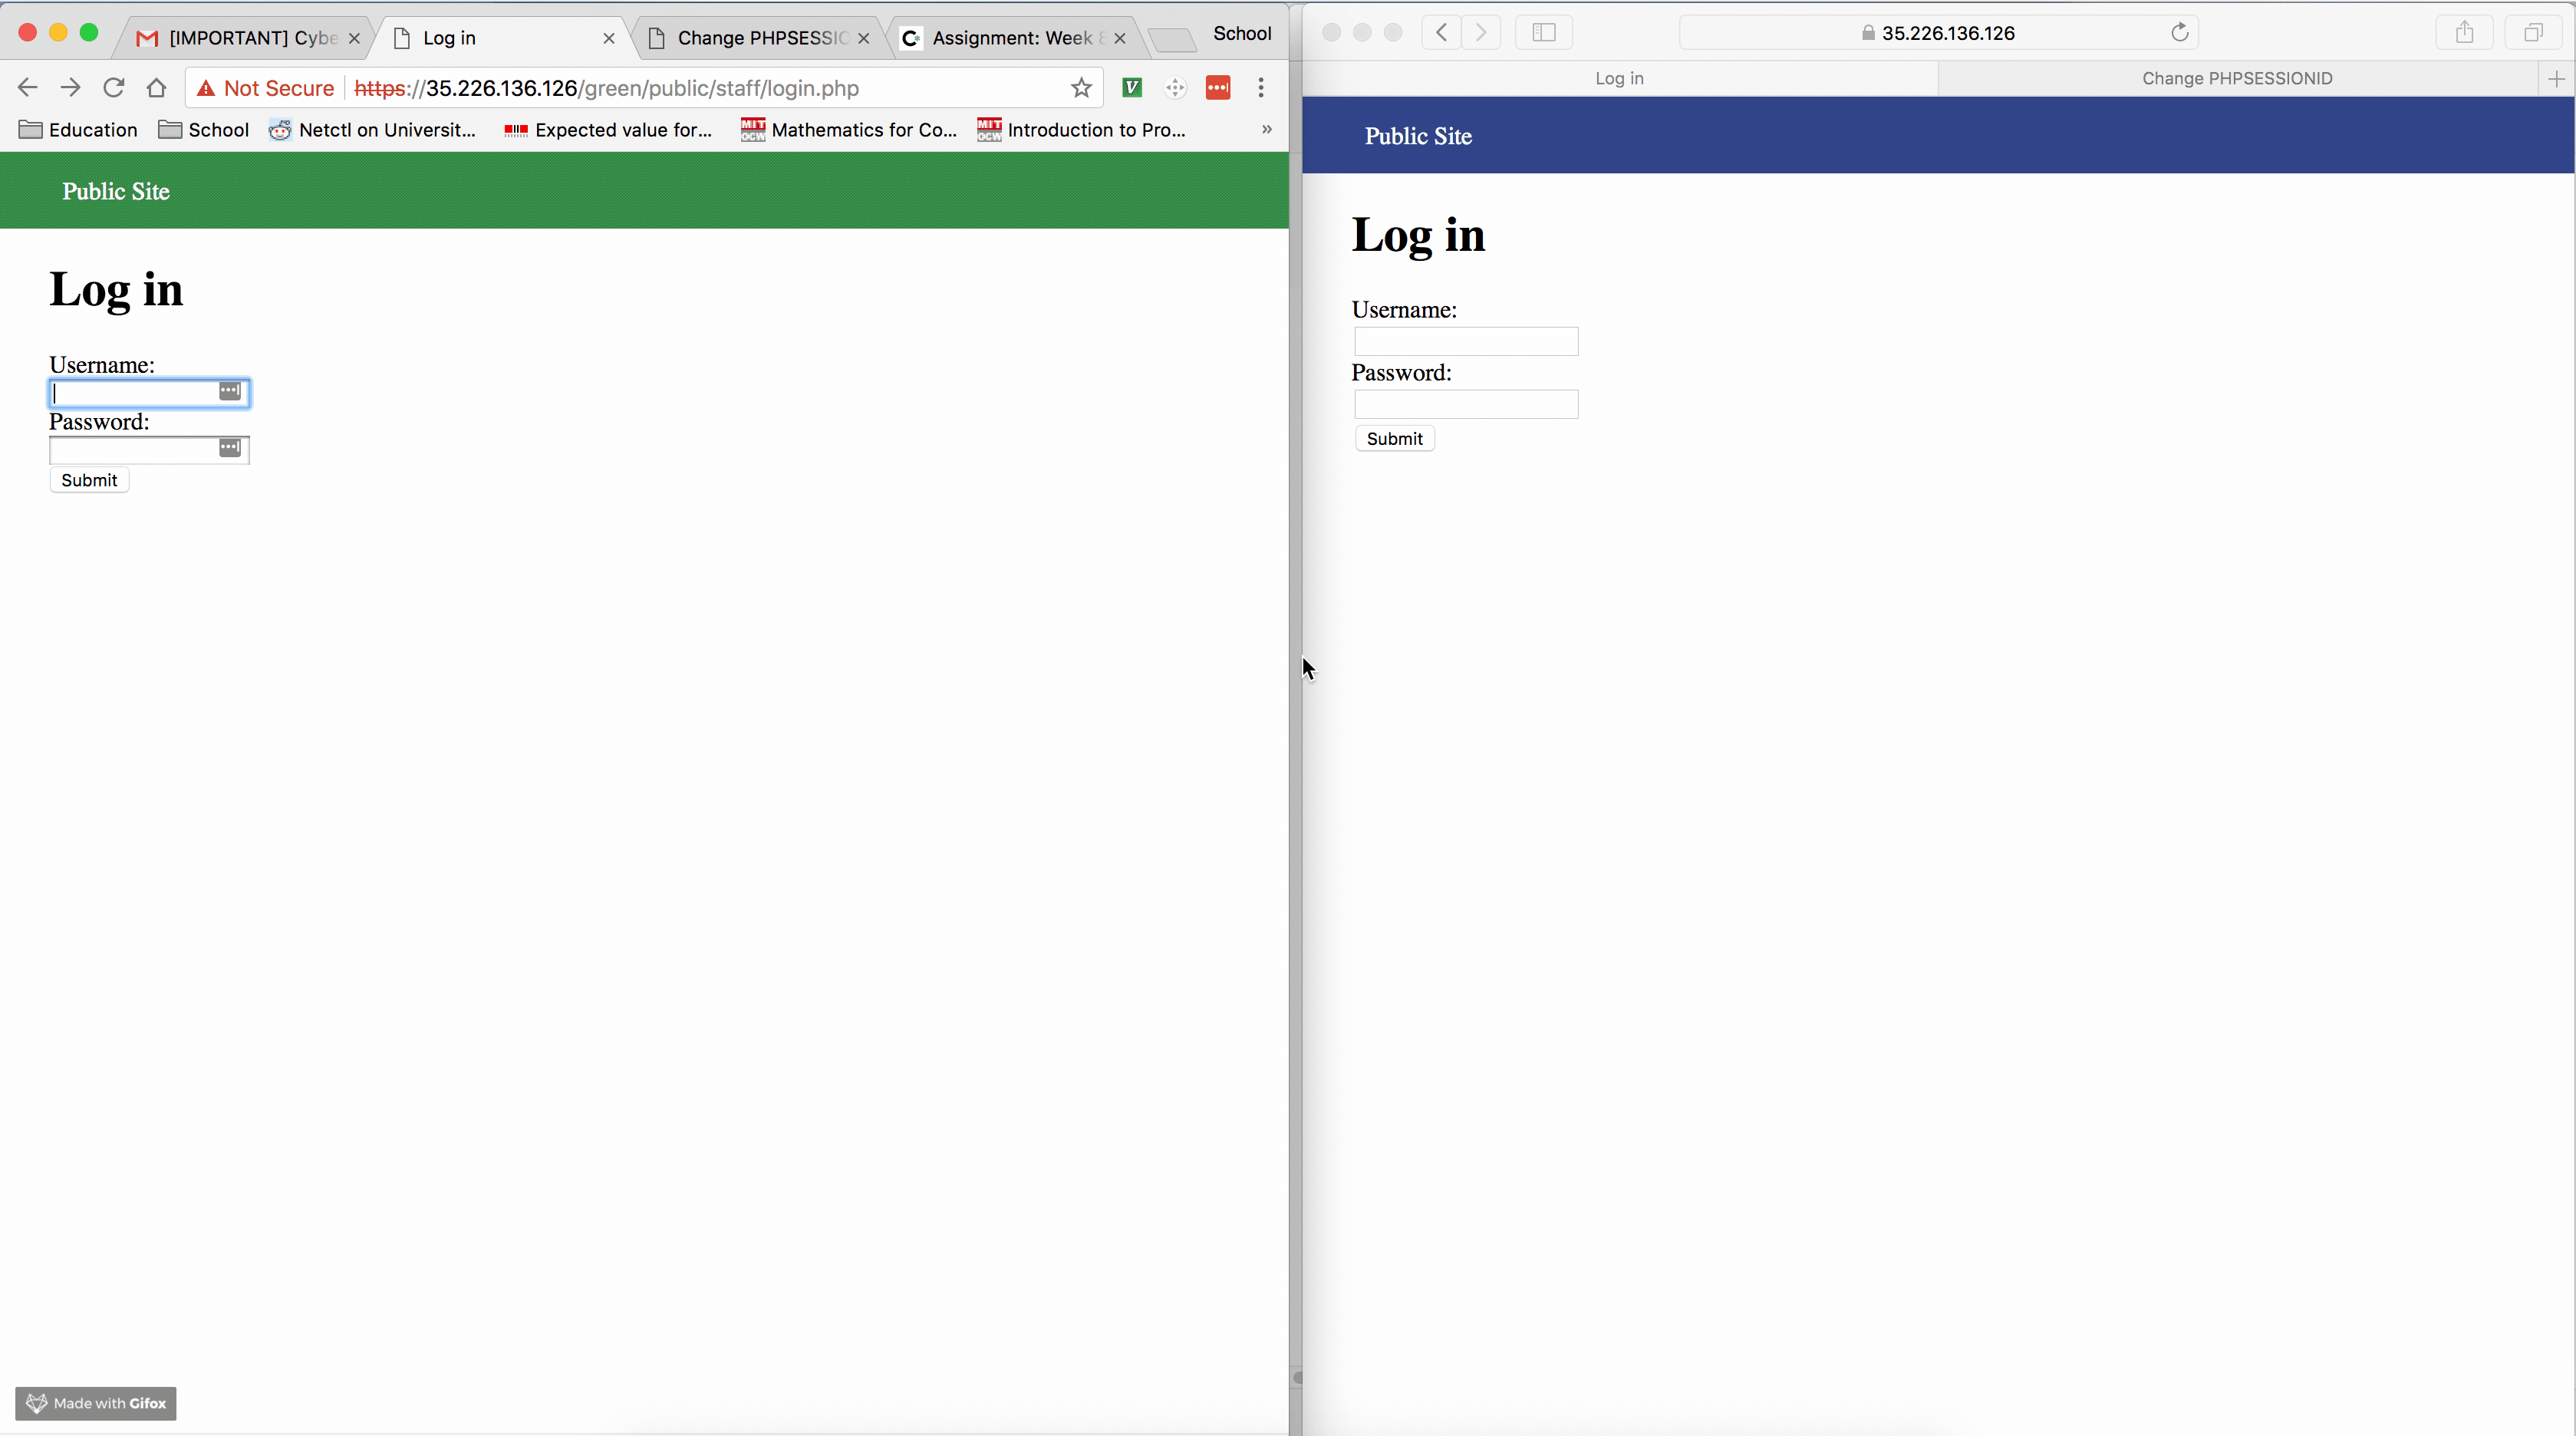 [IMPORTANT] Cybe
Log in
Change PHPSESSIO
Assignment: Week 8
School
Not Secure https://35.226.136.126/green/public/staff/login.php
Education
School
Netctl on Universit...
Expected value for...
Mathematics for Co...
Introduction to Pro...
»
Public Site
Log in
Username:
Password:
Submit
Made with Gifox
35.226.136.126
Log in
Change PHPSESSIONID
Public Site
Log in
Username:
Password:
Submit